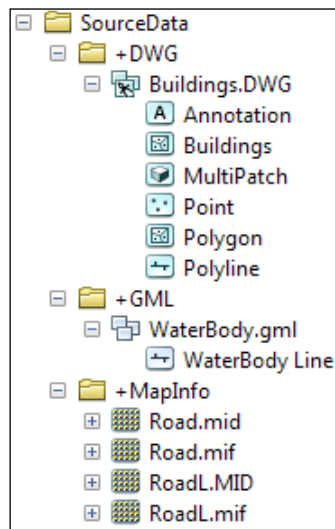 SourceData
+DWG
Buildings.DWG
A Annotation
Buildings
MultiPatch
Point
Polygon
Polyline
+GML
WaterBody.gml
WaterBody Line
+MapInfo
Road.mid
Road.mif
RoadL.MID
RoadL.mif